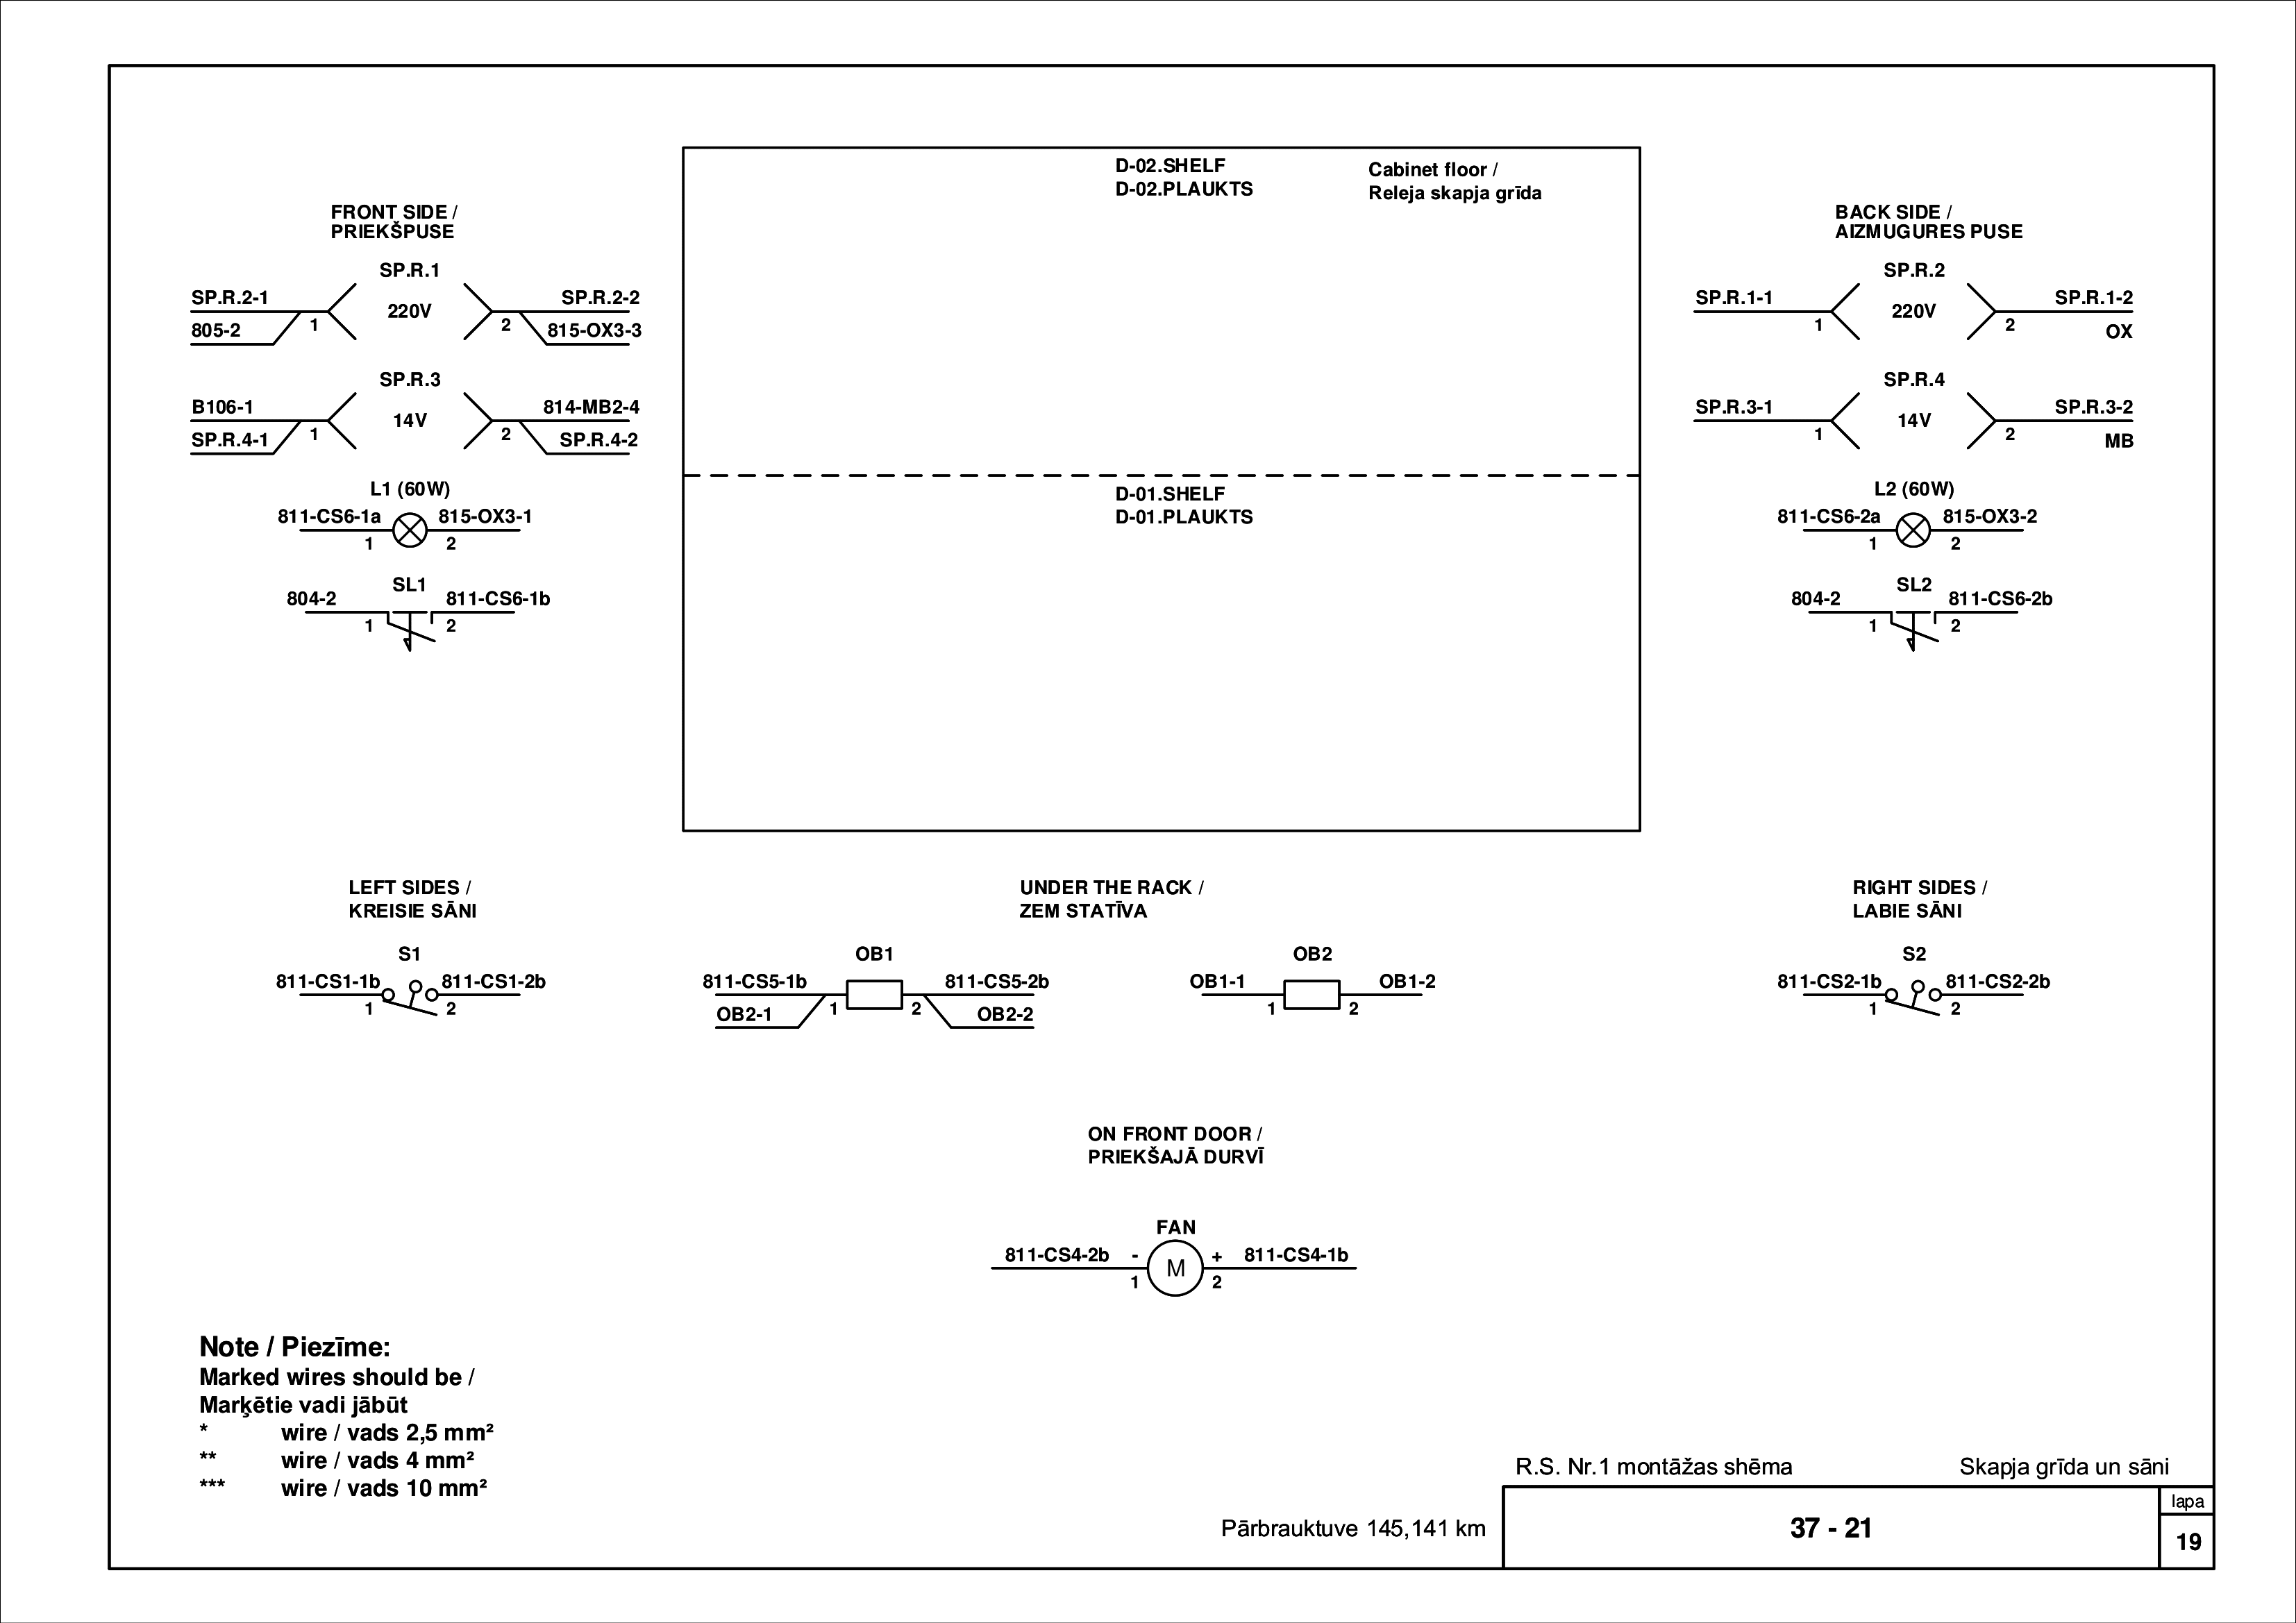 D-02.SHELF
D-02.PLAUKTS
Cabinet floor /
Releja skapja grīda
FRONT SIDE /
PRIEKŠPUSE
SP.R.1
SP.R.2-1
220V
SP.R.2-2
805-2
1
2
815-OX3-3
SP.R.3
B106-1
14V
814-MB2-4
SP.R.4-1
1
2
SP.R.4-2
L1 (60W)
811-CS6-1a
815-OX3-1
1
2
SL1
804-2
811-CS6-1b
1
2
D-01.SHELF
D-01.PLAUKTS
BACK SIDE /
AIZMUGURES PUSE
SP.R.2
SP.R.1-1
220V
SP.R.1-2
1
2
OX
SP.R.4
SP.R.3-1
14V
SP.R.3-2
1
2
MB
L2 (60W)
811-CS6-2a
815-OX3-2
1
2
SL2
804-2
811-CS6-2b
1
2
LEFT SIDES /
KREISIE SĀNI
S1
811-CS1-1b
811-CS1-2b
1
2
UNDER THE RACK /
ZEM STATĪVA
OB1
811-CS5-1b
811-CS5-2b
OB2-1
1
2
OB2-2
OB2
OB1-1
OB1-2
1
2
RIGHT SIDES /
LABIE SĀNI
S2
811-CS2-1b
811-CS2-2b
1
2
ON FRONT DOOR /
PRIEKŠAJĀ DURVĪ
FAN
811-CS4-2b
-
M
+
811-CS4-1b
1
2
Note / Piezīme:
Marked wires should be /
Marķētie vadi jābūt
* wire / vads 2,5 mm²
** wire / vads 4 mm²
*** wire / vads 10 mm²
R.S. Nr.1 montāžas shēma
Skapja grīda un sāni
Pārbrauktuve 145,141 km
37 - 21
lapa
19